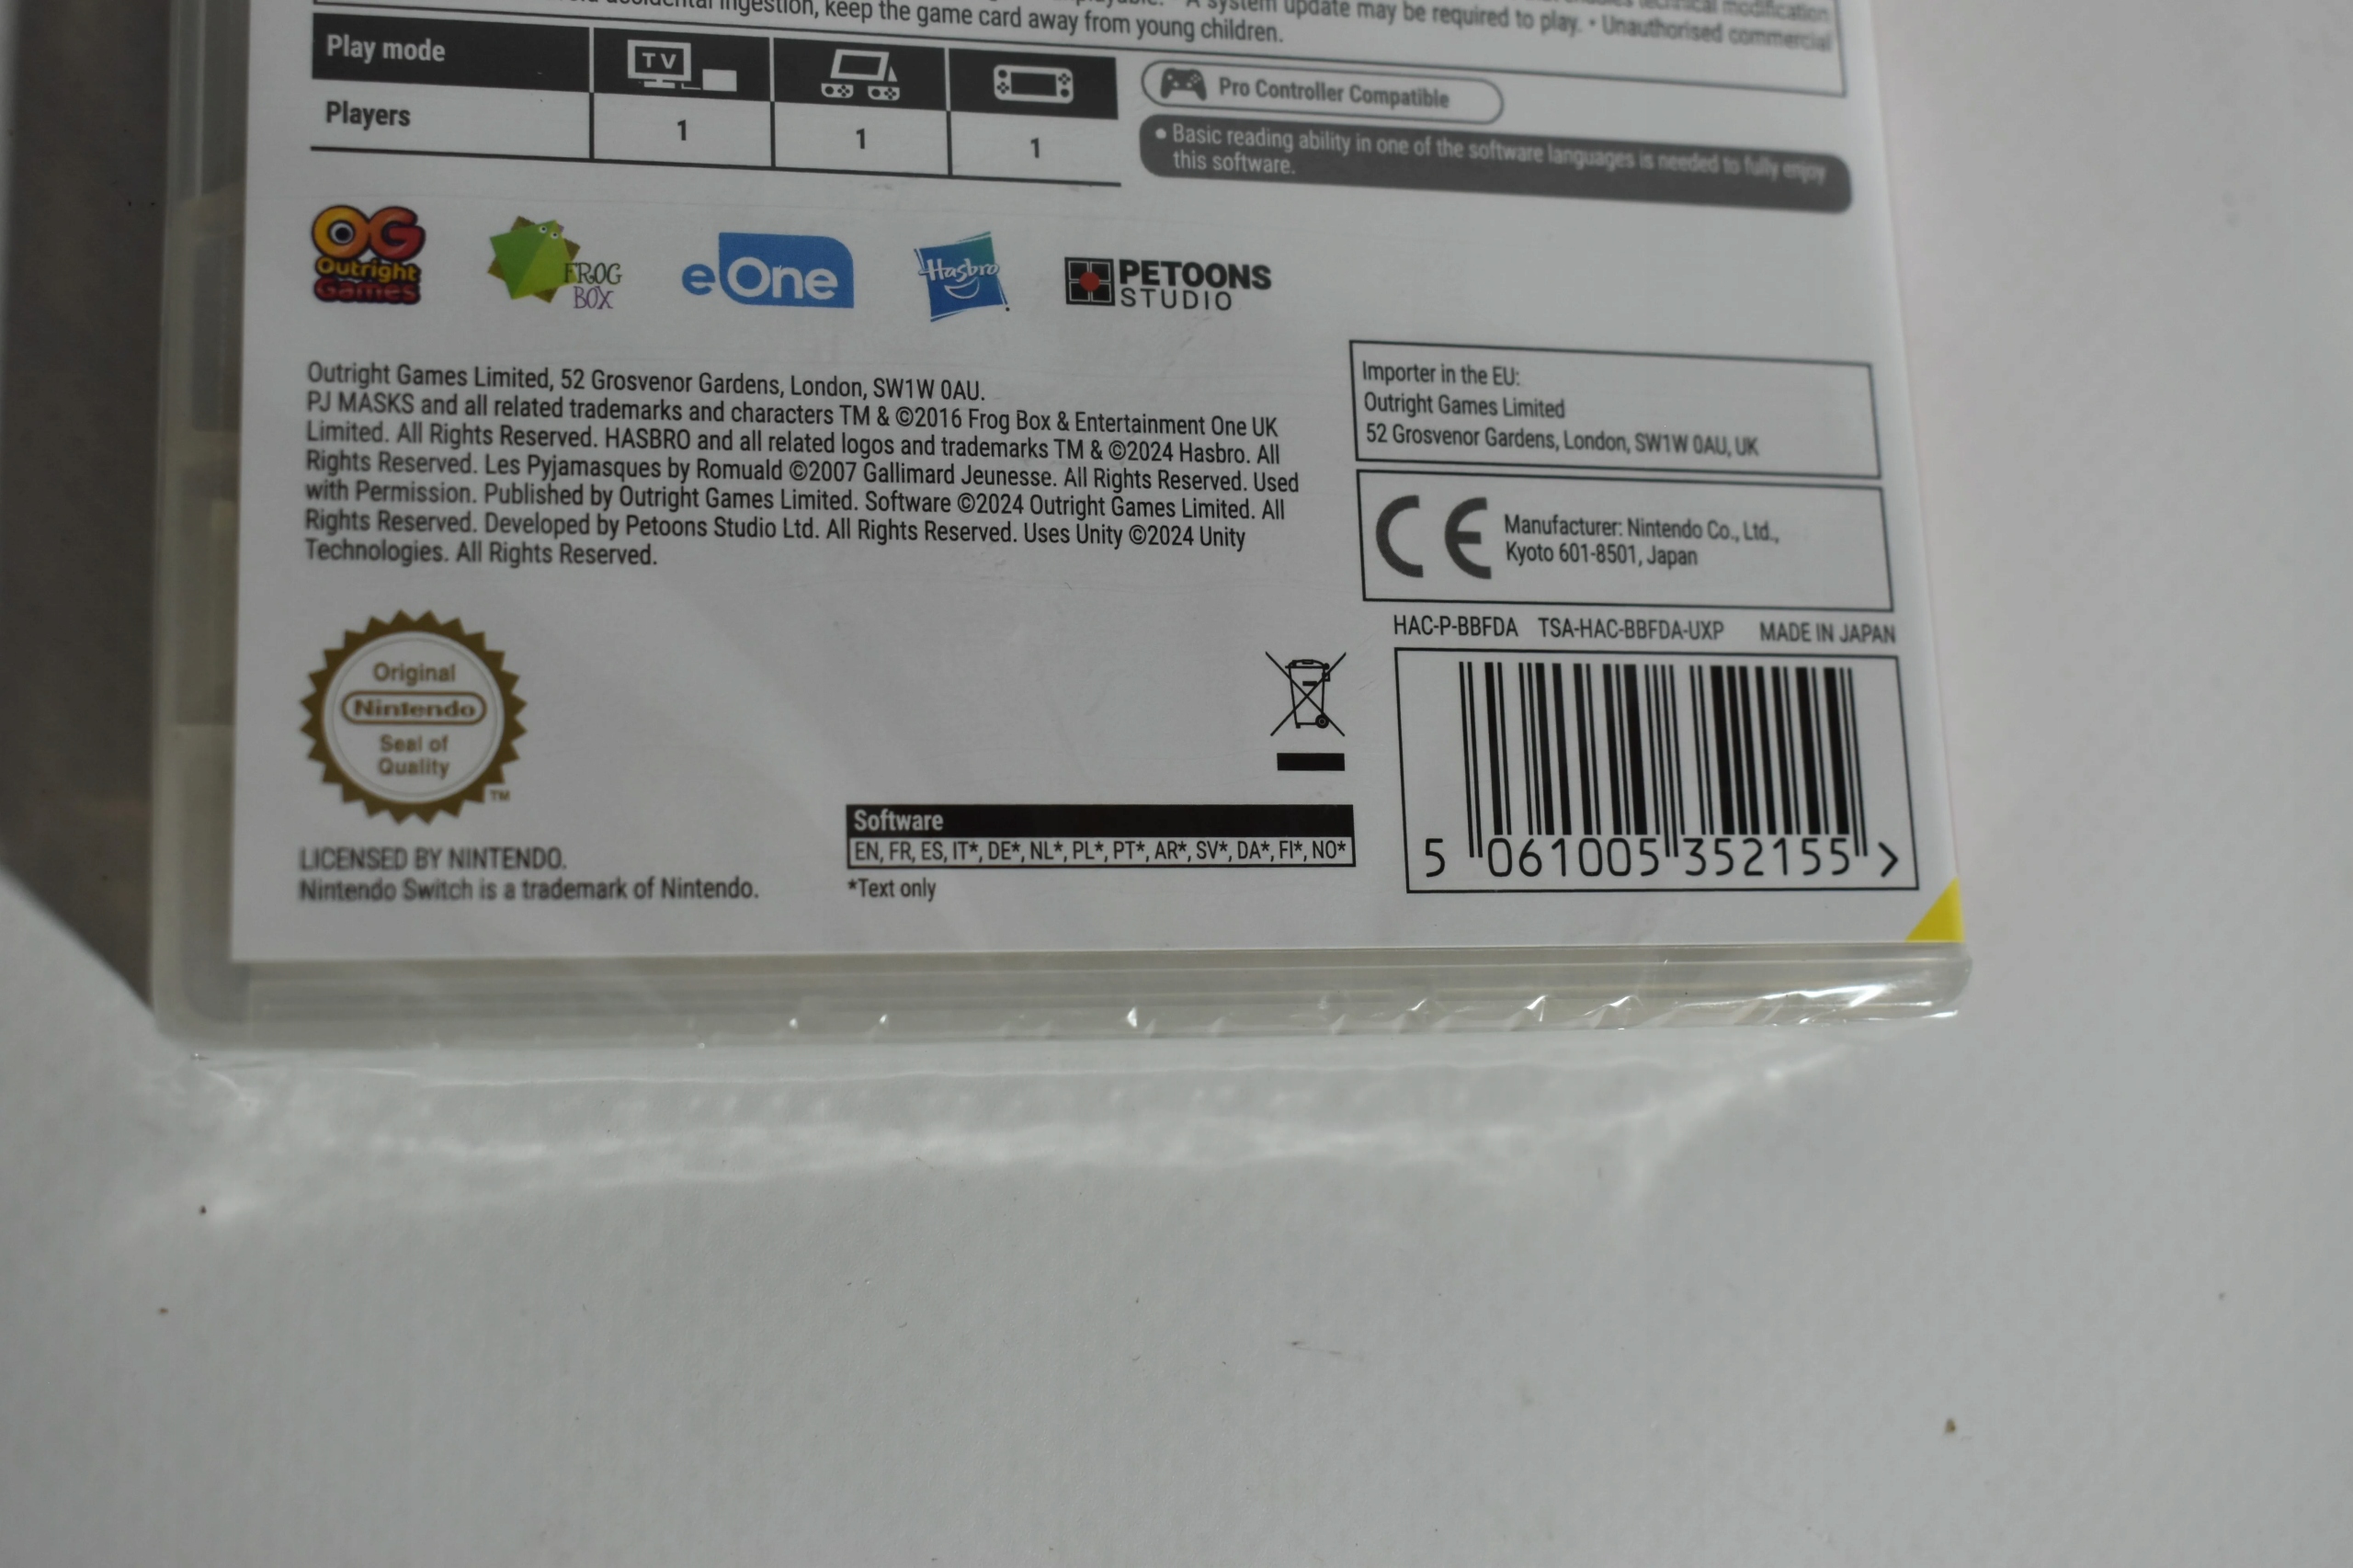 ingestion, keep the game card away from young children.
A system update may be required to play. • Unauthorised commercial
technical modification
Play mode
TV
Players
1
1
1
Pro Controller Compatible
• Basic reading ability in one of the software languages is needed to fully enjoy
this software.
OG
Outright
Games
FROG
BOX
eOne
Hasbro
PETOONS
STUDIO
Outright Games Limited, 52 Grosvenor Gardens, London, SW1W 0AU.
PJ MASKS and all related trademarks and characters TM & ©2016 Frog Box & Entertainment One UK
Limited. All Rights Reserved. HASBRO and all related logos and trademarks TM & ©2024 Hasbro. All
Rights Reserved. Les Pyjamasques by Romuald ©2007 Gallimard Jeunesse. All Rights Reserved. Used
with Permission. Published by Outright Games Limited. Software ©2024 Outright Games Limited. All
Rights Reserved. Developed by Petoons Studio Ltd. All Rights Reserved. Uses Unity ©2024 Unity
Technologies. All Rights Reserved.
Importer in the EU:
Outright Games Limited
52 Grosvenor Gardens, London, SW1W 0AU, UK
CE
Manufacturer: Nintendo Co., Ltd.,
Kyoto 601-8501, Japan
HAC-P-BBFDA TSA-HAC-BBFDA-UXP MADE IN JAPAN
5 061005 352155 >
Original
Nintendo
Seal of
Quality
TM
LICENSED BY NINTENDO.
Nintendo Switch is a trademark of Nintendo.
Software
EN, FR, ES, IT*, DE*, NL*, PL*, PT*, AR*, SV*, DA*, FI*, NO*
*Text only